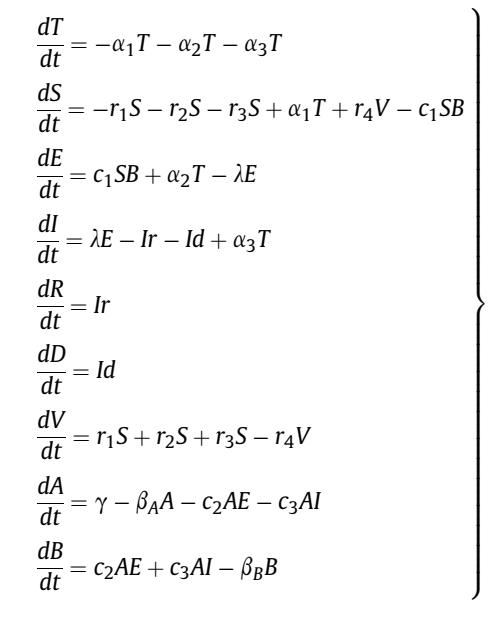 dT/dt = −α₁T − α₂T − α₃T
dS/dt = −r₁S − r₂S − r₃S + α₁T + r₄V − c₁SB
dE/dt = c₁SB + α₂T − λE
dI/dt = λE − Ir − Id + α₃T
dR/dt = Ir
dD/dt = Id
dV/dt = r₁S + r₂S + r₃S − r₄V
dA/dt = γ − β_A A − c₂AE − c₃AI
dB/dt = c₂AE + c₃AI − β_B B